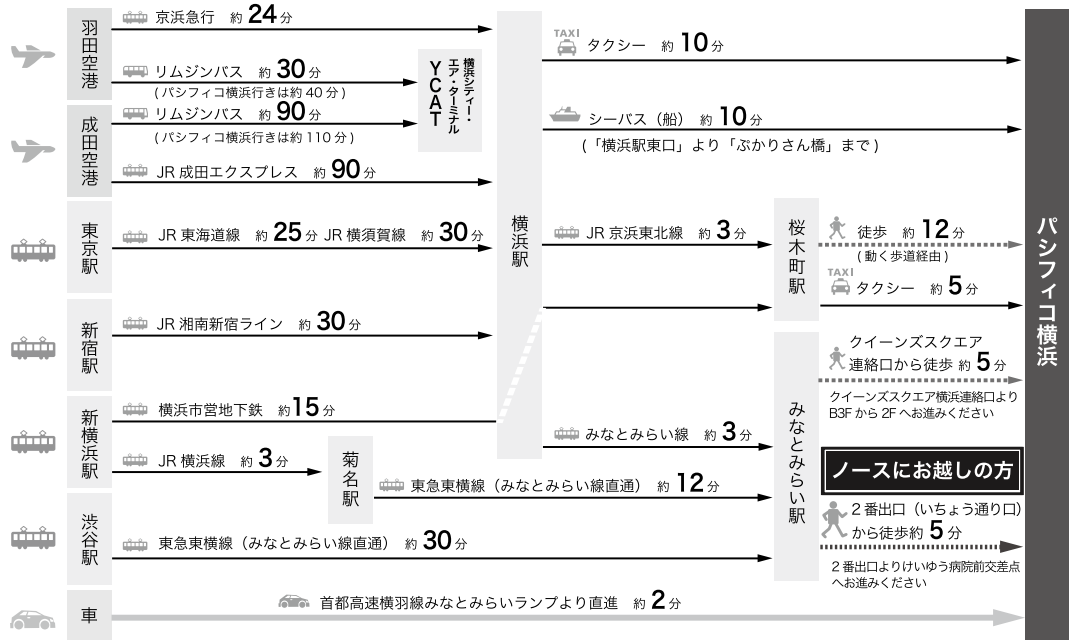 羽田空港
京浜急行 約24分
リムジンバス 約30分
(パシフィコ横浜行きは約40分)
成田空港
リムジンバス 約90分
(パシフィコ横浜行きは約110分)
JR成田エクスプレス 約90分
横浜シティー・
エア・ターミナル
YCAT
東京駅
JR東海道線 約25分 JR横須賀線 約30分
新宿駅
JR湘南新宿ライン 約30分
新横浜駅
横浜市営地下鉄 約15分
JR横浜線 約3分
菊名駅
東急東横線（みなとみらい線直通） 約12分
渋谷駅
東急東横線（みなとみらい線直通） 約30分
車
首都高速横羽線みなとみらいランプより直進 約2分
横浜駅
TAXI
タクシー 約10分
シーバス（船） 約10分
(「横浜駅東口」より「ぷかりさん橋」まで)
JR京浜東北線 約3分
桜木町駅
徒歩 約12分
(動く歩道経由)
TAXI
タクシー 約5分
みなとみらい線 約3分
みなとみらい駅
クイーンズスクエア
連絡口から徒歩 約5分
クイーンズスクエア横浜連絡口より
B3Fから2Fへお進みください
ノースにお越しの方
2番出口（いちょう通り口）
から徒歩約5分
2番出口よりけいゆう病院前交差点
へお進みください
パシフィコ横浜